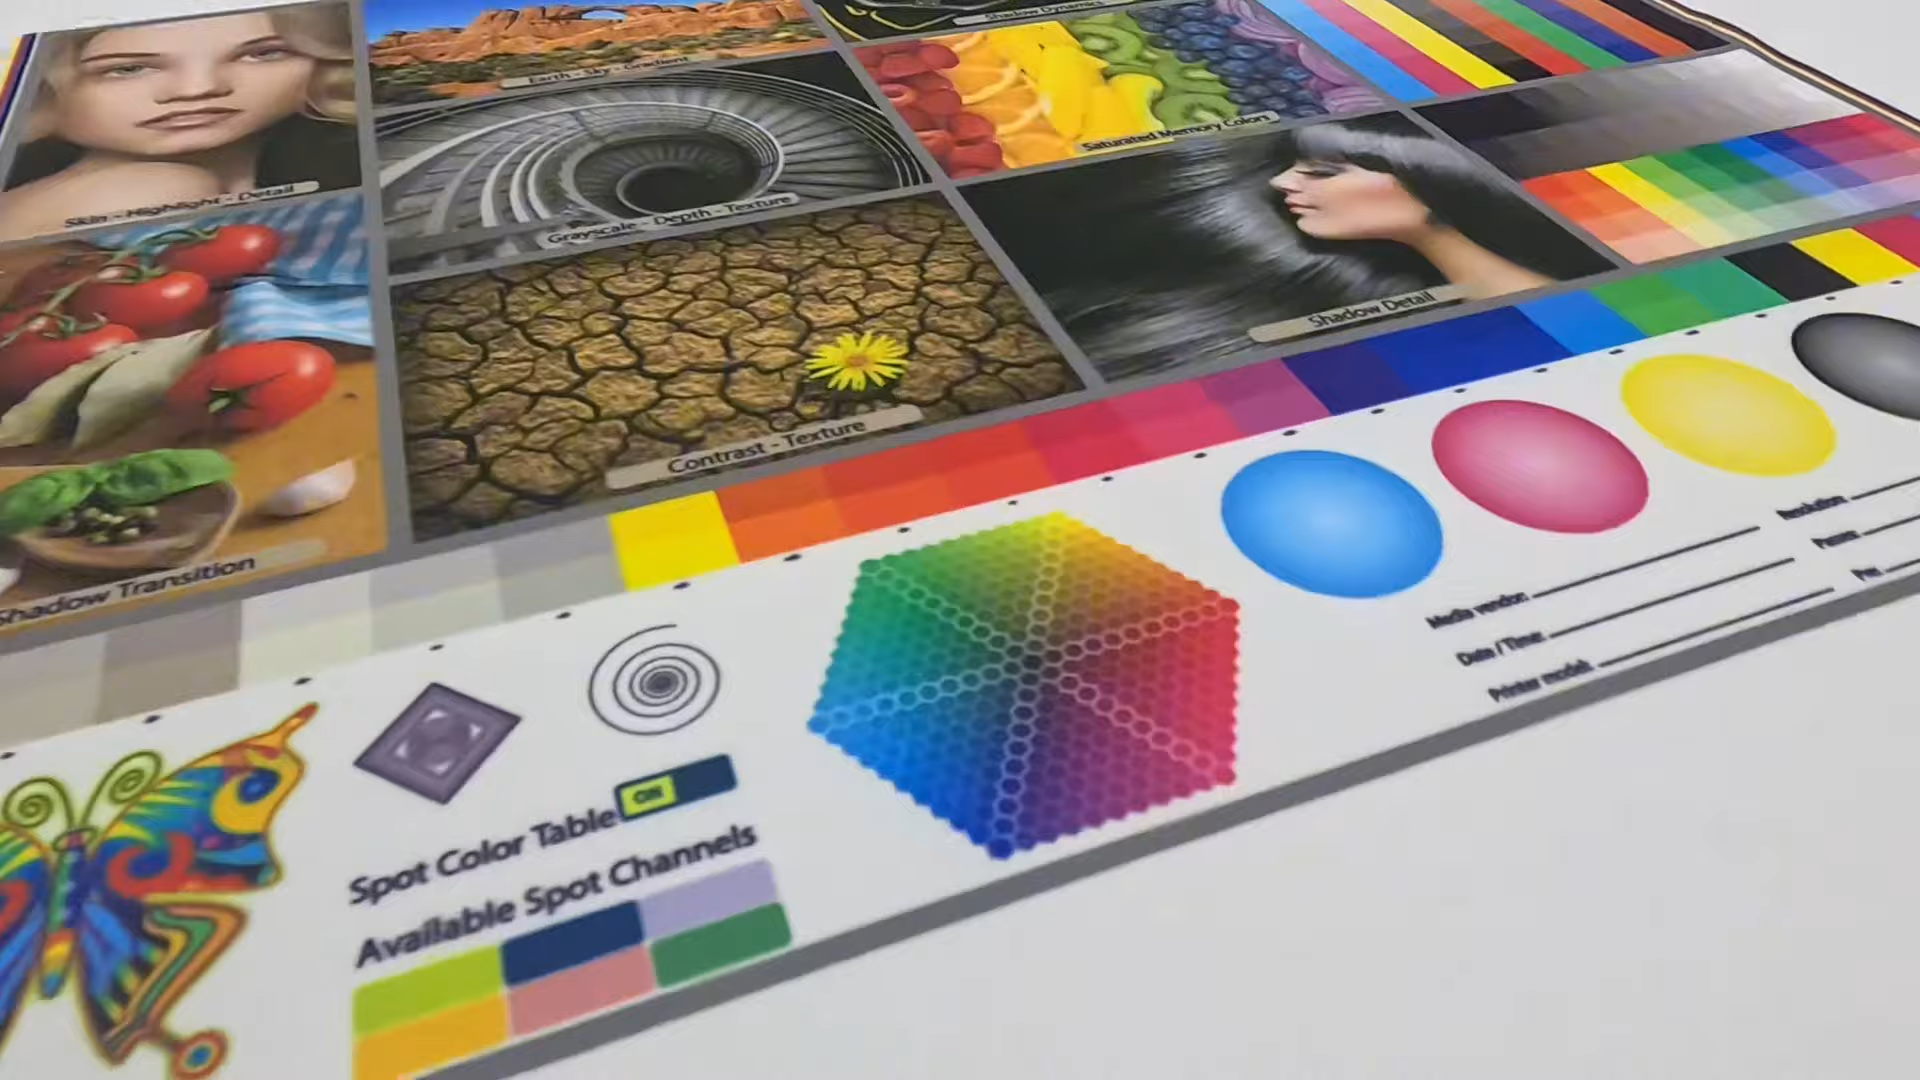 Shadow Dynamics
Earth - Sky - Gradient
Saturated Memory Colors
Skin - Highlight - Detail
Grayscale - Depth - Texture
Shadow Detail
Contrast - Texture
Shadow Transition
Resolution:
Media vendor:
Passes:
Date / Time:
Printer model:
ON
Spot Color Table
Available Spot Channels